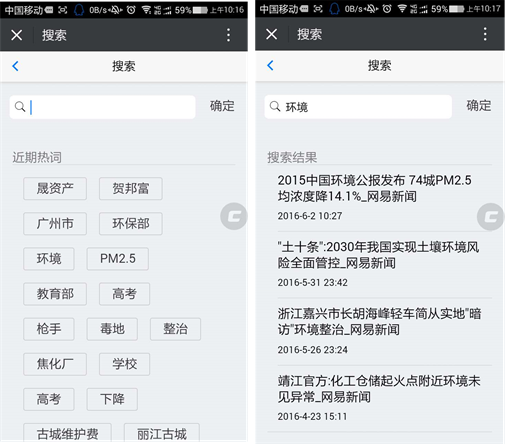 中国移动 0B/s 59% 上午10:16
搜索
搜索
确定
近期热词
晟资产 贺邦富
广州市 环保部
环境 PM2.5
教育部 高考
枪手 毒地 整治
焦化厂 学校
高考 下降
古城维护费 丽江古城
中国移动 0B/s 59% 上午10:17
搜索
搜索
环境 确定
搜索结果
2015中国环境公报发布 74城PM2.5
均浓度降14.1%_网易新闻
2016-6-2 10:27
"土十条":2030年我国实现土壤环境风
险全面管控_网易新闻
2016-5-31 23:42
浙江嘉兴市长胡海峰轻车简从实地"暗
访"环境整治_网易新闻
2016-5-26 23:24
靖江官方:化工仓储起火点附近环境未
见异常_网易新闻
2016-4-23 15:11